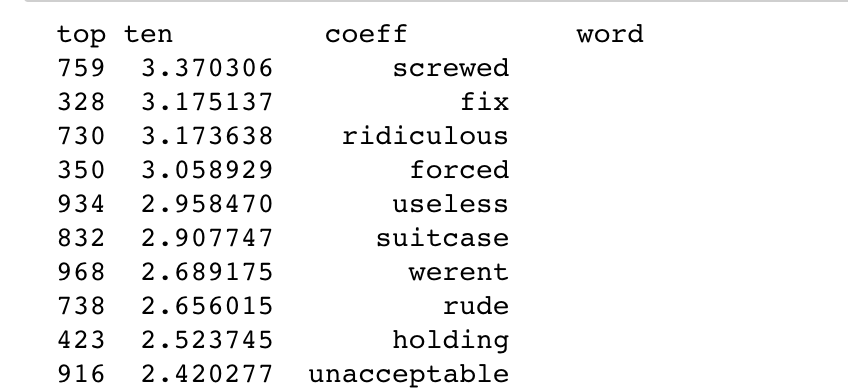 top ten coeff word
759 3.370306 screwed
328 3.175137 fix
730 3.173638 ridiculous
350 3.058929 forced
934 2.958470 useless
832 2.907747 suitcase
968 2.689175 werent
738 2.656015 rude
423 2.523745 holding
916 2.420277 unacceptable